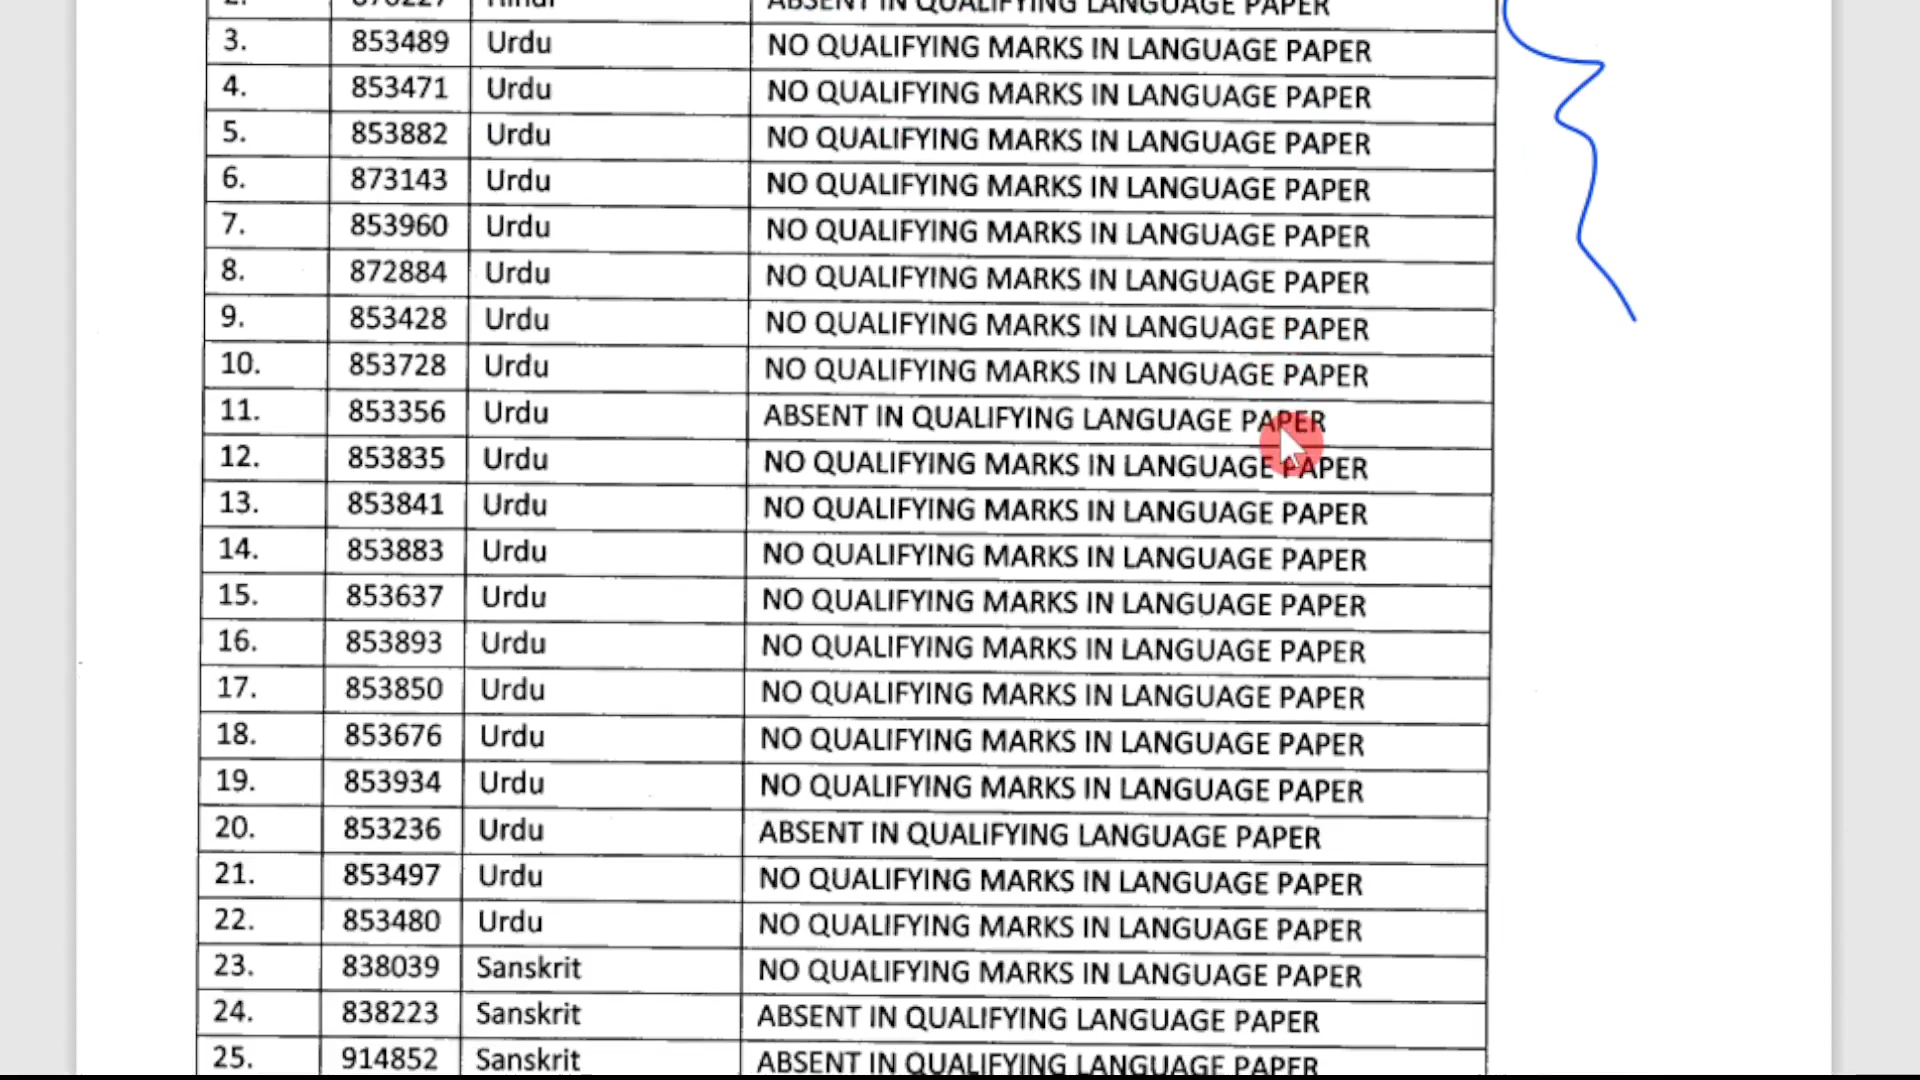 2. 876227 Hindi ABSENT IN QUALIFYING LANGUAGE PAPER
3. 853489 Urdu NO QUALIFYING MARKS IN LANGUAGE PAPER
4. 853471 Urdu NO QUALIFYING MARKS IN LANGUAGE PAPER
5. 853882 Urdu NO QUALIFYING MARKS IN LANGUAGE PAPER
6. 873143 Urdu NO QUALIFYING MARKS IN LANGUAGE PAPER
7. 853960 Urdu NO QUALIFYING MARKS IN LANGUAGE PAPER
8. 872884 Urdu NO QUALIFYING MARKS IN LANGUAGE PAPER
9. 853428 Urdu NO QUALIFYING MARKS IN LANGUAGE PAPER
10. 853728 Urdu NO QUALIFYING MARKS IN LANGUAGE PAPER
11. 853356 Urdu ABSENT IN QUALIFYING LANGUAGE PAPER
12. 853835 Urdu NO QUALIFYING MARKS IN LANGUAGE PAPER
13. 853841 Urdu NO QUALIFYING MARKS IN LANGUAGE PAPER
14. 853883 Urdu NO QUALIFYING MARKS IN LANGUAGE PAPER
15. 853637 Urdu NO QUALIFYING MARKS IN LANGUAGE PAPER
16. 853893 Urdu NO QUALIFYING MARKS IN LANGUAGE PAPER
17. 853850 Urdu NO QUALIFYING MARKS IN LANGUAGE PAPER
18. 853676 Urdu NO QUALIFYING MARKS IN LANGUAGE PAPER
19. 853934 Urdu NO QUALIFYING MARKS IN LANGUAGE PAPER
20. 853236 Urdu ABSENT IN QUALIFYING LANGUAGE PAPER
21. 853497 Urdu NO QUALIFYING MARKS IN LANGUAGE PAPER
22. 853480 Urdu NO QUALIFYING MARKS IN LANGUAGE PAPER
23. 838039 Sanskrit NO QUALIFYING MARKS IN LANGUAGE PAPER
24. 838223 Sanskrit ABSENT IN QUALIFYING LANGUAGE PAPER
25. 914852 Sanskrit ABSENT IN QUALIFYING LANGUAGE PAPER